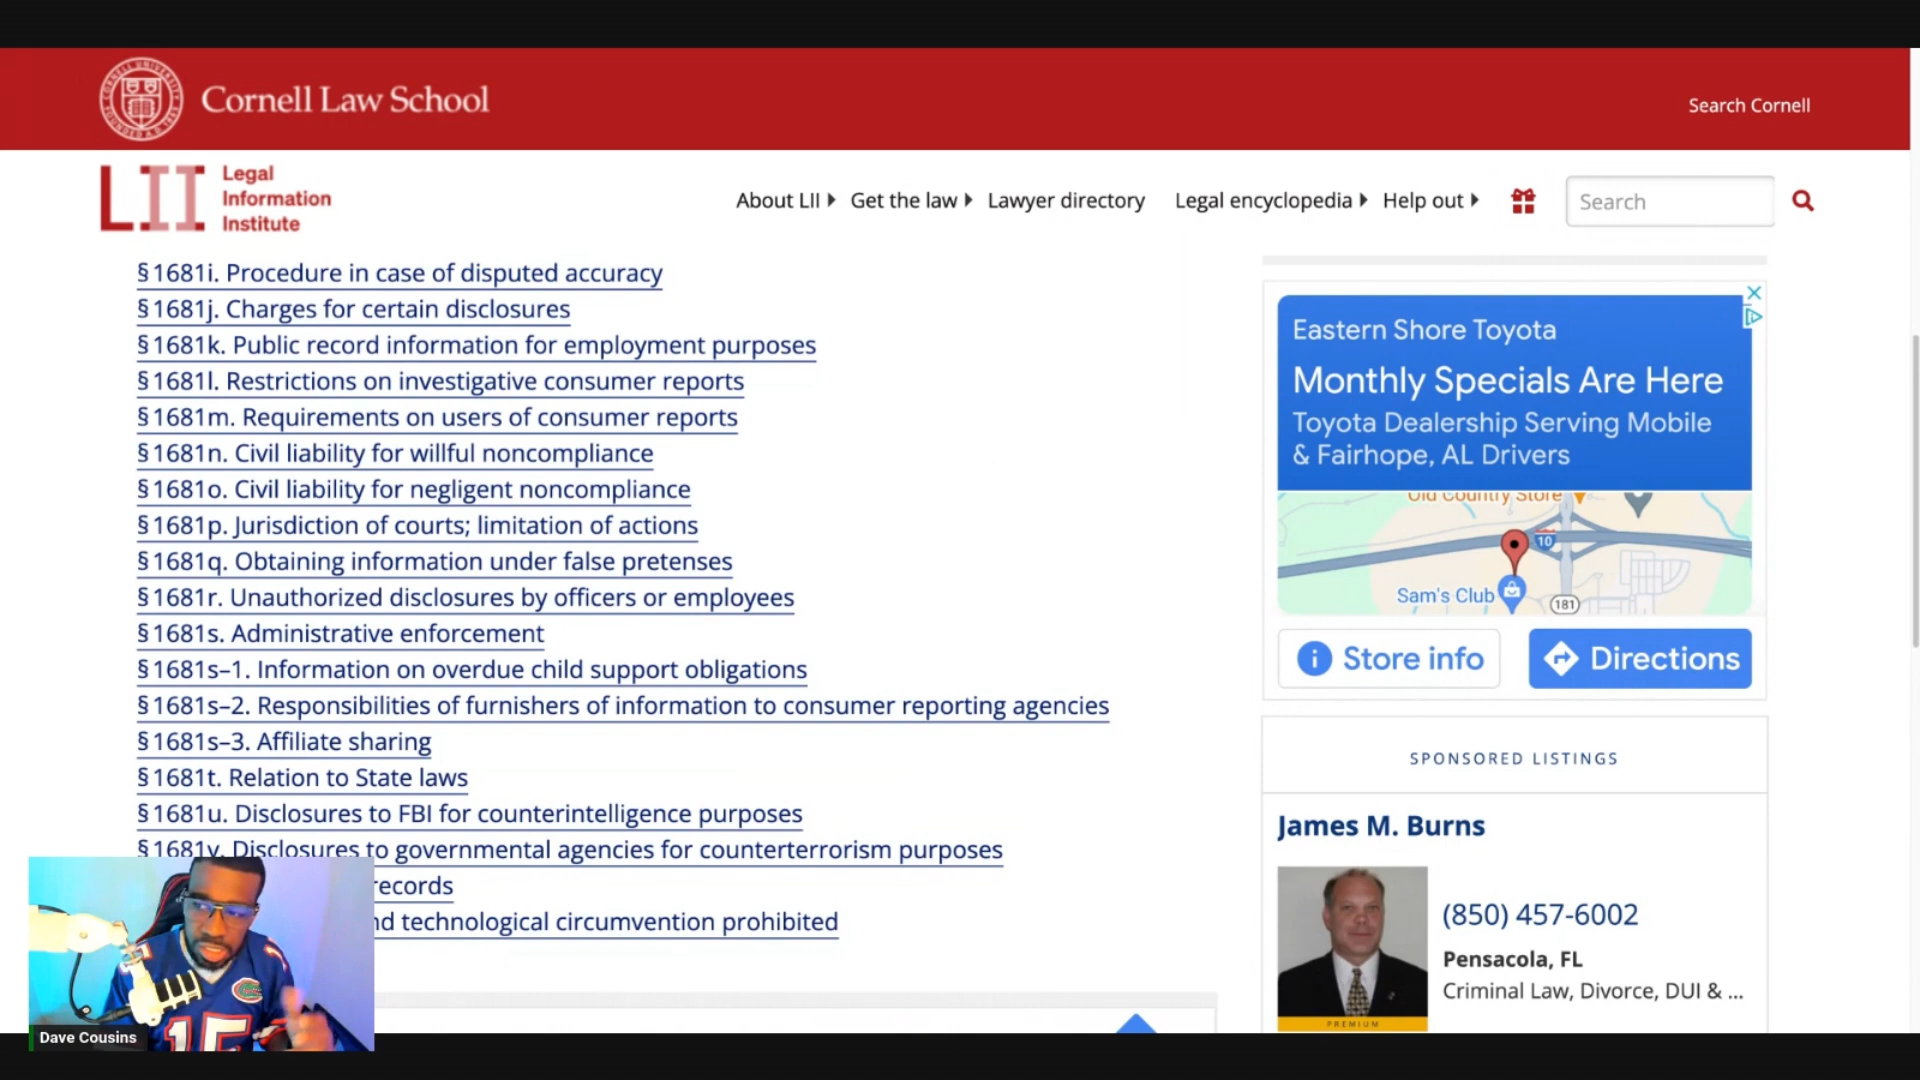 Cornell Law School
Search Cornell
LII
Legal
Information
Institute
About LII
Get the law
Lawyer directory
Legal encyclopedia
Help out
Search
§ 1681i. Procedure in case of disputed accuracy
§ 1681j. Charges for certain disclosures
§ 1681k. Public record information for employment purposes
§ 1681l. Restrictions on investigative consumer reports
§ 1681m. Requirements on users of consumer reports
§ 1681n. Civil liability for willful noncompliance
§ 1681o. Civil liability for negligent noncompliance
§ 1681p. Jurisdiction of courts; limitation of actions
§ 1681q. Obtaining information under false pretenses
§ 1681r. Unauthorized disclosures by officers or employees
§ 1681s. Administrative enforcement
§ 1681s–1. Information on overdue child support obligations
§ 1681s–2. Responsibilities of furnishers of information to consumer reporting agencies
§ 1681s–3. Affiliate sharing
§ 1681t. Relation to State laws
§ 1681u. Disclosures to FBI for counterintelligence purposes
§ 1681v. Disclosures to governmental agencies for counterterrorism purposes
records
technological circumvention prohibited
Eastern Shore Toyota
Monthly Specials Are Here
Toyota Dealership Serving Mobile
& Fairhope, AL Drivers
Old Country Store
10
Sam's Club
181
Store info
Directions
SPONSORED LISTINGS
James M. Burns
(850) 457-6002
Pensacola, FL
Criminal Law, Divorce, DUI & ...
PREMIUM
15
Dave Cousins